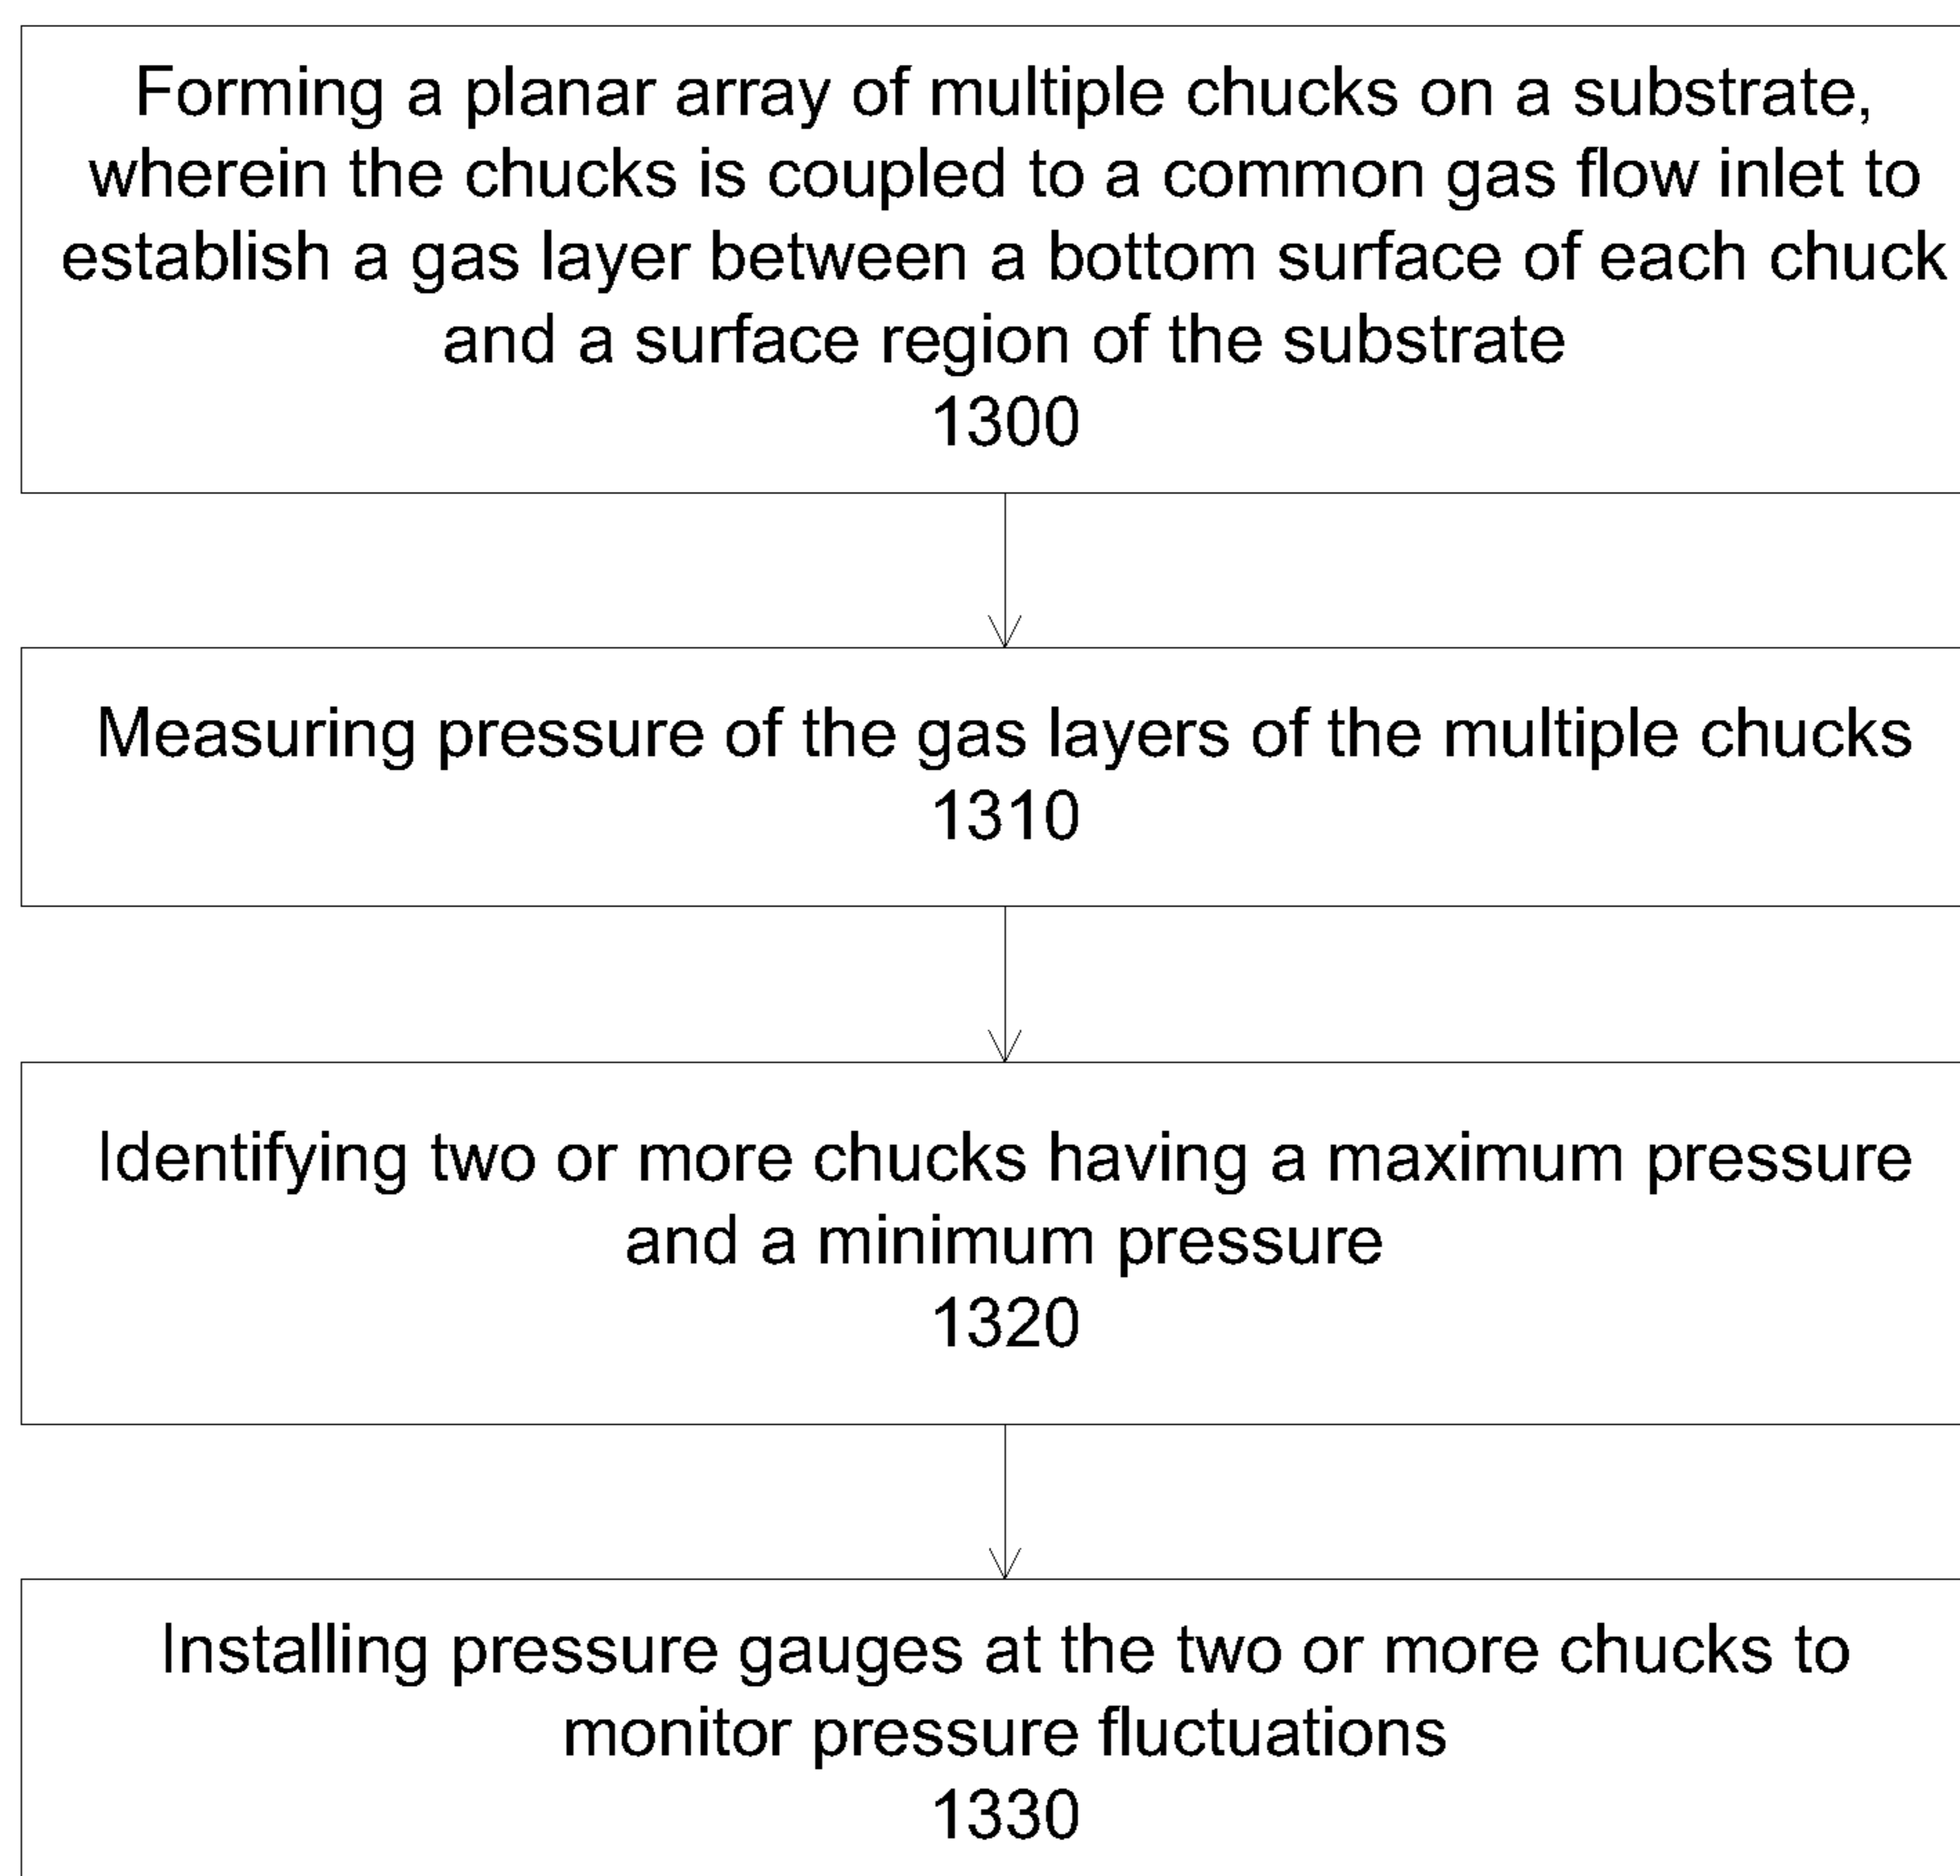 Forming a planar array of multiple chucks on a substrate,
wherein the chucks is coupled to a common gas flow inlet to
establish a gas layer between a bottom surface of each chuck
and a surface region of the substrate
1300
Measuring pressure of the gas layers of the multiple chucks
1310
Identifying two or more chucks having a maximum pressure
and a minimum pressure
1320
Installing pressure gauges at the two or more chucks to
monitor pressure fluctuations
1330